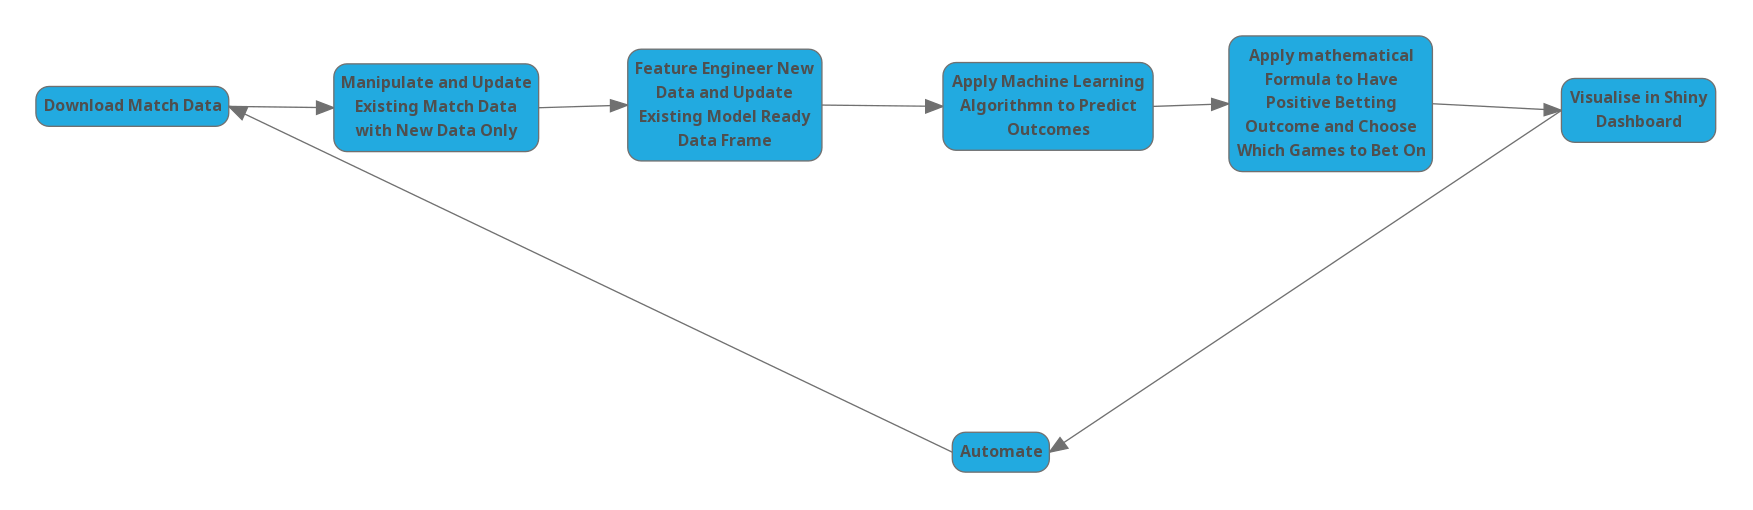 Download Match Data
Manipulate and Update
Existing Match Data
with New Data Only
Feature Engineer New
Data and Update
Existing Model Ready
Data Frame
Apply Machine Learning
Algorithmn to Predict
Outcomes
Apply mathematical
Formula to Have
Positive Betting
Outcome and Choose
Which Games to Bet On
Visualise in Shiny
Dashboard
Automate